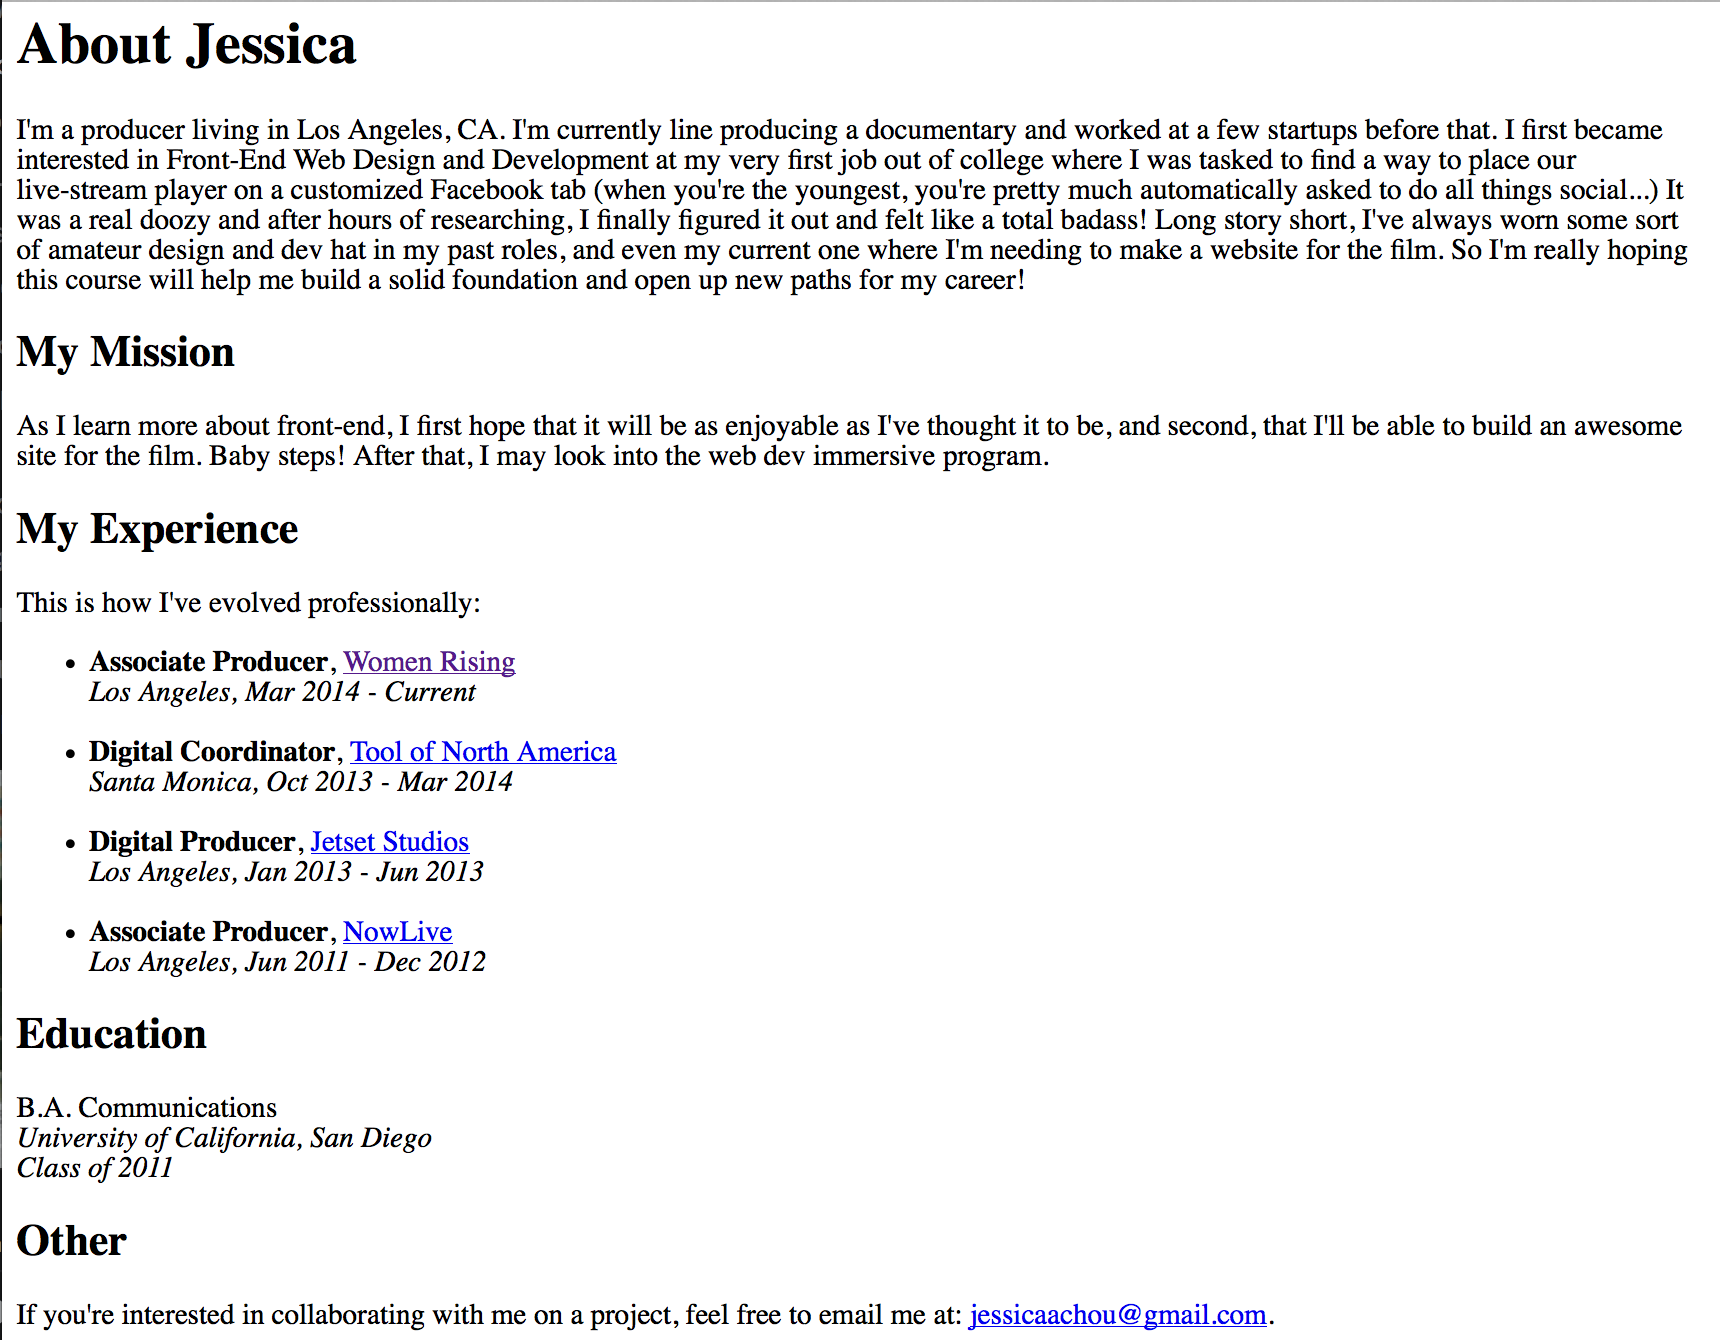 About Jessica
I'm a producer living in Los Angeles, CA. I'm currently line producing a documentary and worked at a few startups before that. I first became
interested in Front-End Web Design and Development at my very first job out of college where I was tasked to find a way to place our
live-stream player on a customized Facebook tab (when you're the youngest, you're pretty much automatically asked to do all things social...) It
was a real doozy and after hours of researching, I finally figured it out and felt like a total badass! Long story short, I've always worn some sort
of amateur design and dev hat in my past roles, and even my current one where I'm needing to make a website for the film. So I'm really hoping
this course will help me build a solid foundation and open up new paths for my career!
My Mission
As I learn more about front-end, I first hope that it will be as enjoyable as I've thought it to be, and second, that I'll be able to build an awesome
site for the film. Baby steps! After that, I may look into the web dev immersive program.
My Experience
This is how I've evolved professionally:
• Associate Producer, Women Rising
Los Angeles, Mar 2014 - Current
• Digital Coordinator, Tool of North America
Santa Monica, Oct 2013 - Mar 2014
• Digital Producer, Jetset Studios
Los Angeles, Jan 2013 - Jun 2013
• Associate Producer, NowLive
Los Angeles, Jun 2011 - Dec 2012
Education
B.A. Communications
University of California, San Diego
Class of 2011
Other
If you're interested in collaborating with me on a project, feel free to email me at: jessicaachou@gmail.com.